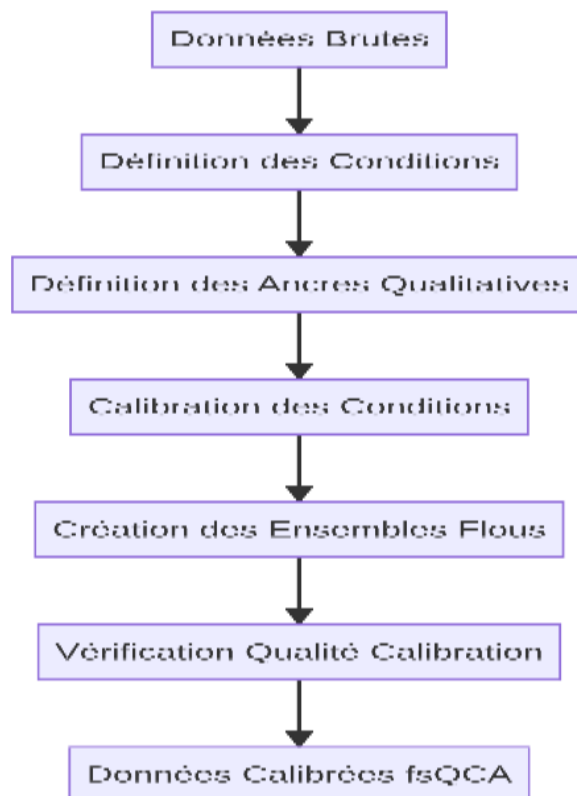 Données Brutes
Définition des Conditions
Définition des Ancres Qualitatives
Calibration des Conditions
Création des Ensembles Flous
Vérification Qualité Calibration
Données Calibrées fsQCA